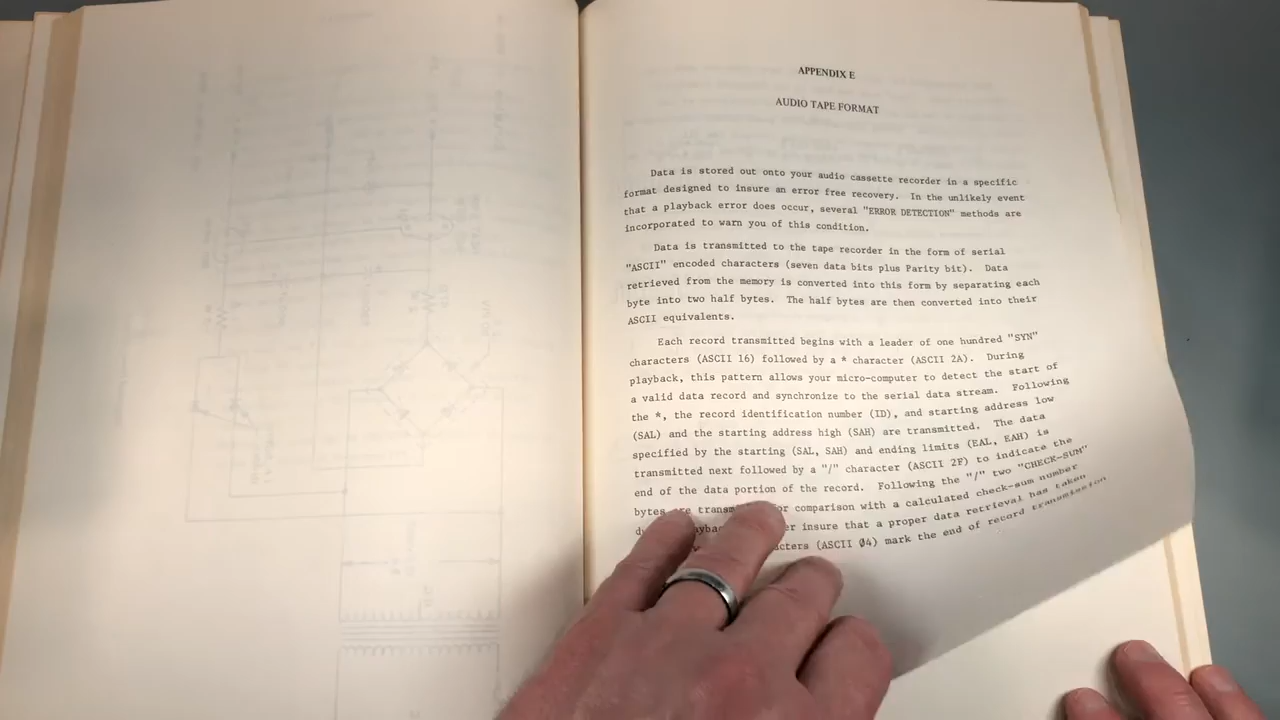 APPENDIX E
AUDIO TAPE FORMAT
Data is stored out onto your audio cassette recorder in a specific
format designed to insure an error free recovery. In the unlikely event
that a playback error does occur, several "ERROR DETECTION" methods are
incorporated to warn you of this condition.
Data is transmitted to the tape recorder in the form of serial
"ASCII" encoded characters (seven data bits plus Parity bit). Data
retrieved from the memory is converted into this form by separating each
byte into two half bytes. The half bytes are then converted into their
ASCII equivalents.
Each record transmitted begins with a leader of one hundred "SYN"
characters (ASCII 16) followed by a * character (ASCII 2A). During
playback, this pattern allows your micro-computer to detect the start of
a valid data record and synchronize to the serial data stream. Following
the *, the record identification number (ID), and starting address low
(SAL) and the starting address high (SAH) are transmitted. The data
specified by the starting (SAL, SAH) and ending limits (EAL, EAH) is
transmitted next followed by a "/" character (ASCII 2F) to indicate the
end of the data portion of the record. Following the "/" two "CHECK-SUM"
bytes are for comparison with a calculated check-sum number
insure that a proper data retrieval has taken
(ASCII Ø4) mark the end of record transmission